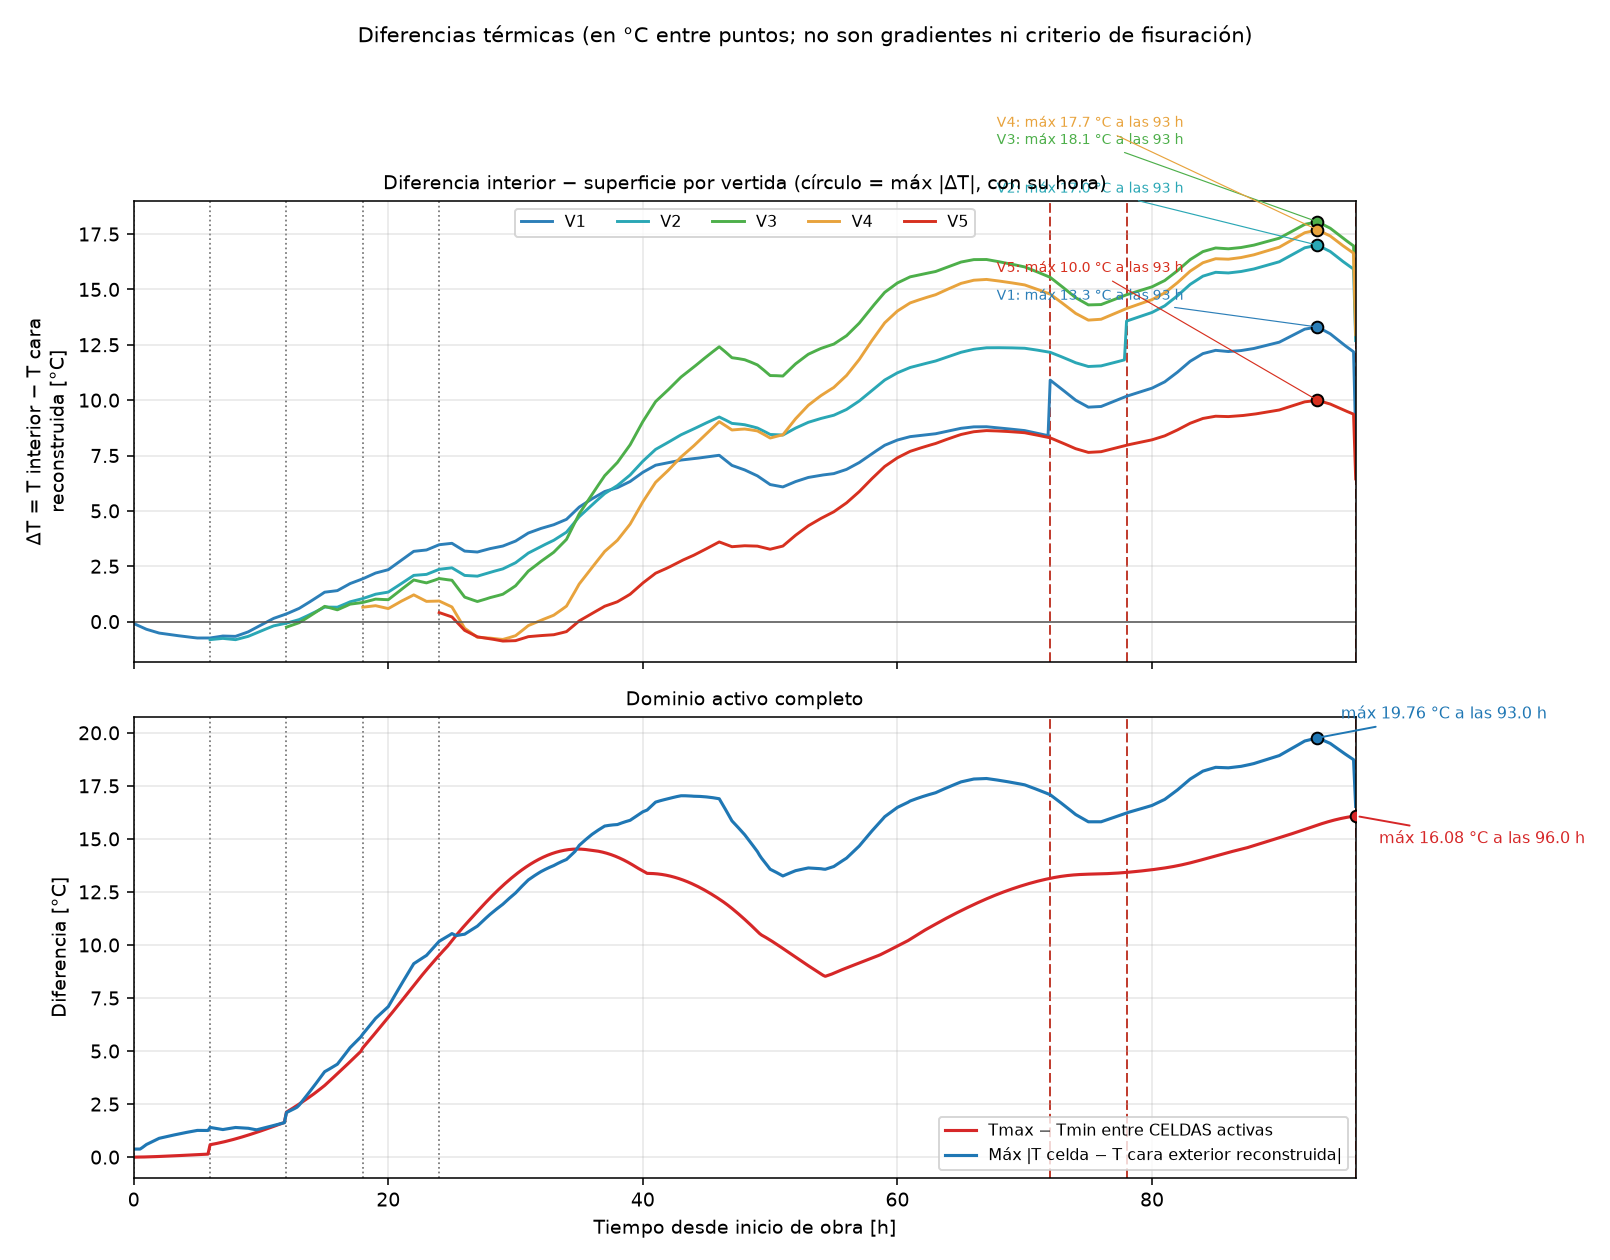 Diferencias térmicas (en °C entre puntos; no son gradientes ni criterio de fisuración)
V4: máx 17.7 °C a las 93 h
V3: máx 18.1 °C a las 93 h
Diferencia interior − superficie por vertida (círculo = máx |ΔT|, con su hora)
V2: máx 17.0 °C a las 93 h
V1 V2 V3 V4 V5
V5: máx 10.0 °C a las 93 h
V1: máx 13.3 °C a las 93 h
ΔT = T interior − T cara
reconstruida [°C]
17.5
15.0
12.5
10.0
7.5
5.0
2.5
0.0
Dominio activo completo
máx 19.76 °C a las 93.0 h
máx 16.08 °C a las 96.0 h
Diferencia [°C]
20.0
17.5
15.0
12.5
10.0
7.5
5.0
2.5
0.0
Tmax − Tmin entre CELDAS activas
Máx |T celda − T cara exterior reconstruida|
0 20 40 60 80
Tiempo desde inicio de obra [h]